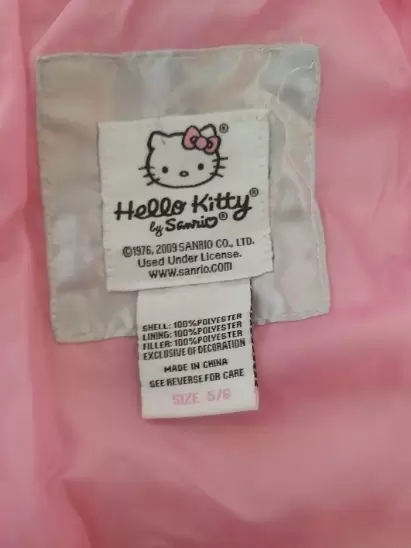 Hello Kitty®
by Sanrio®
©1976, 2009 SANRIO CO., LTD.
Used Under License.
www.sanrio.com
SHELL: 100%POLYESTER
LINING: 100%POLYESTER
FILLER: 100%POLYESTER
EXCLUSIVE OF DECORATION
MADE IN CHINA
SEE REVERSE FOR CARE
SIZE 5/6